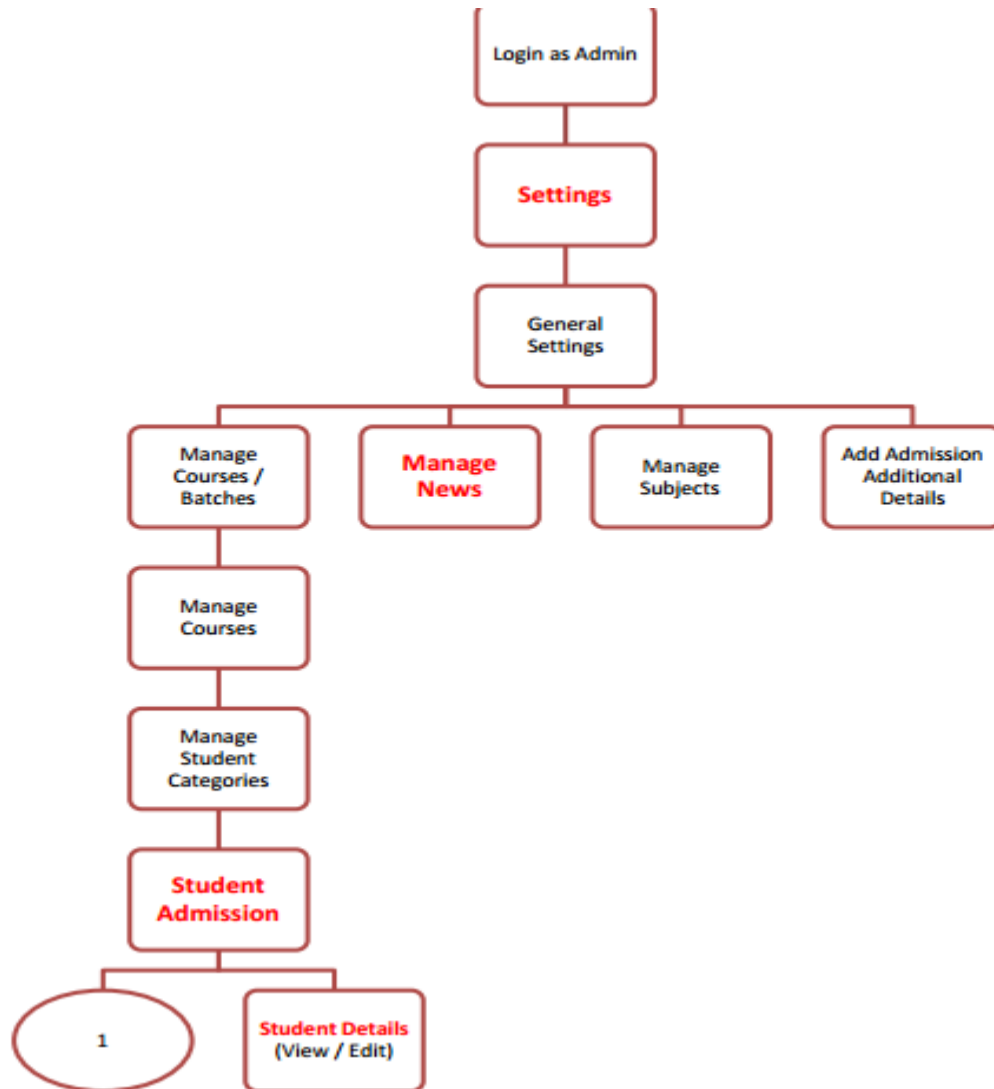 Login as Admin
Settings
General
Settings
Manage
Courses /
Batches
Manage
News
Manage
Subjects
Add Admission
Additional
Details
Manage
Courses
Manage
Student
Categories
Student
Admission
1
Student Details
(View / Edit)